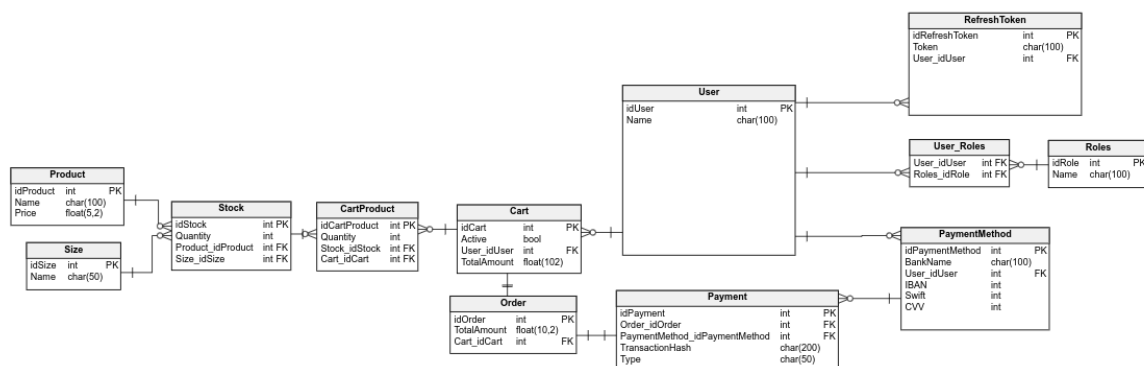 RefreshToken
idRefreshToken int PK
Token char(100)
User_idUser int FK
User
idUser int PK
Name char(100)
User_Roles
User_idUser int FK
Roles_idRole int FK
Roles
idRole int PK
Name char(100)
Product
idProduct int PK
Name char(100)
Price float(5,2)
Size
idSize int PK
Name char(50)
Stock
idStock int PK
Quantity int
Product_idProduct int FK
Size_idSize int FK
CartProduct
idCartProduct int PK
Quantity int
Stock_idStock int FK
Cart_idCart int FK
Cart
idCart int PK
Active bool
User_idUser int FK
TotalAmount float(102)
PaymentMethod
idPaymentMethod int PK
BankName char(100)
User_idUser int FK
IBAN int
Swift int
CVV int
Order
idOrder int PK
TotalAmount float(10,2)
Cart_idCart int FK
Payment
idPayment int PK
Order_idOrder int FK
PaymentMethod_idPaymentMethod int FK
TransactionHash char(200)
Type char(50)